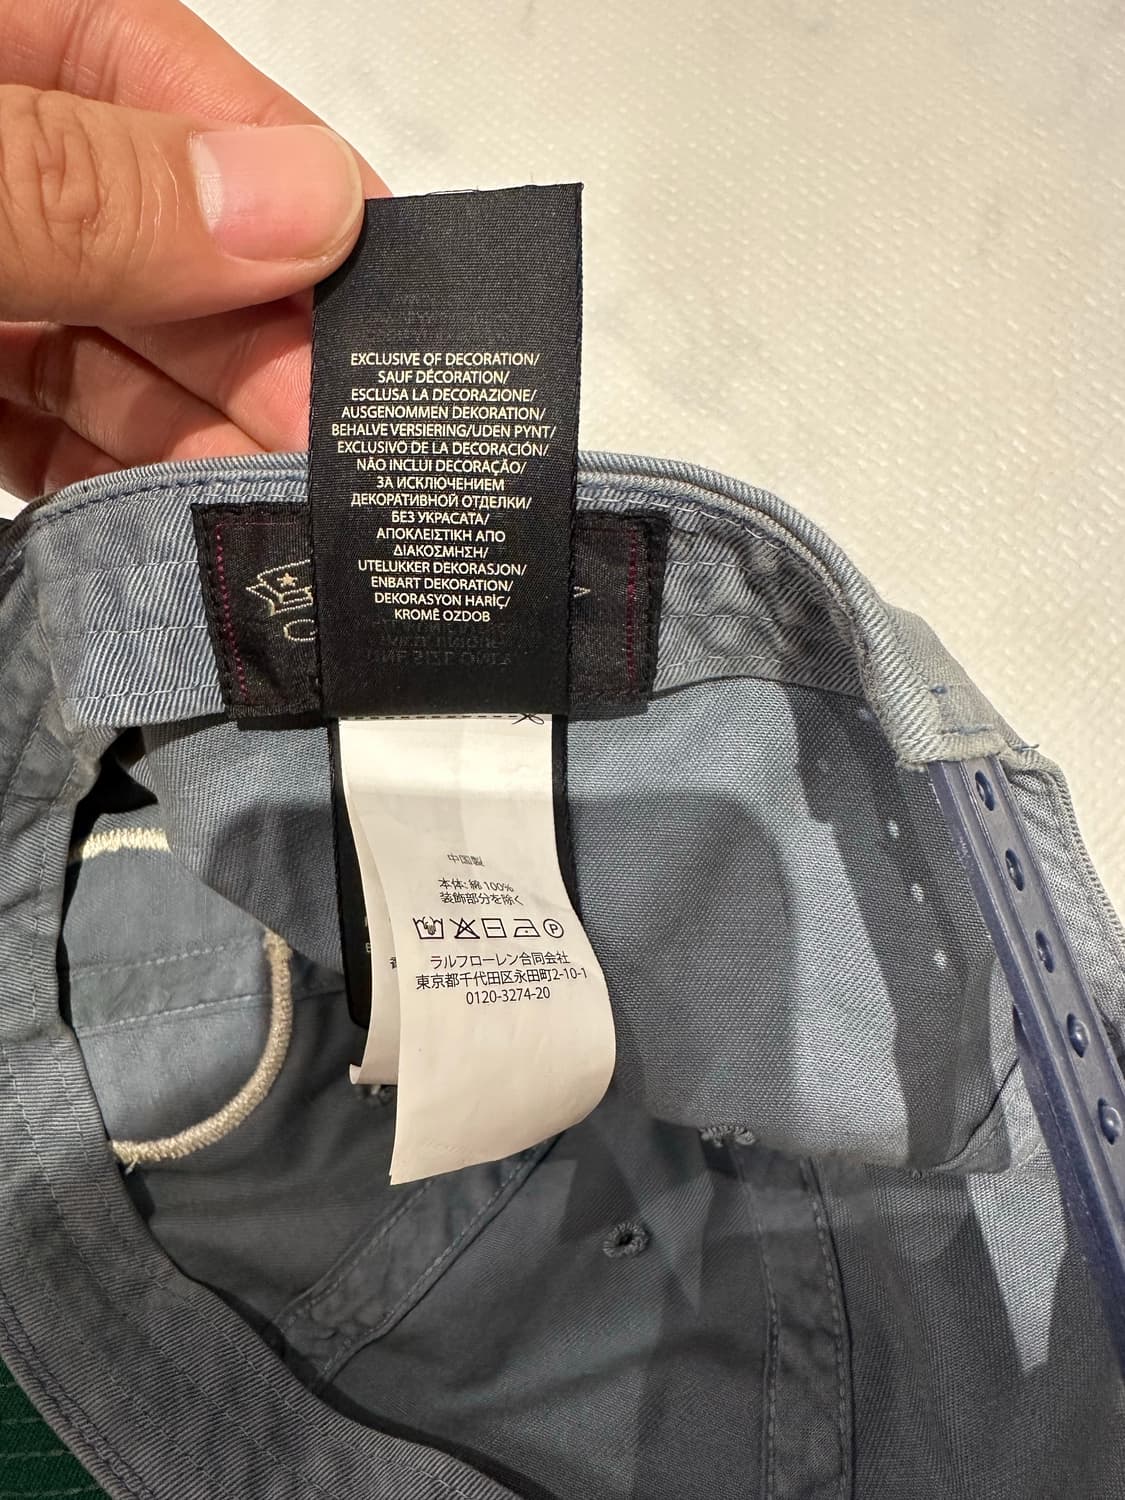 EXCLUSIVE OF DECORATION/
SAUF DÉCORATION/
ESCLUSA LA DECORAZIONE/
AUSGENOMMEN DEKORATION/
BEHALVE VERSIERING/UDEN PYNT/
EXCLUSIVO DE LA DECORACIÓN/
NÃO INCLUI DECORAÇÃO/
ЗА ИСКЛЮЧЕНИЕМ
ДЕКОРАТИВНОЙ ОТДЕЛКИ/
БЕЗ УКРАСАТА/
ΑΠΟΚΛΕΙΣΤΙΚΗ ΑΠΟ
ΔΙΑΚΟΣΜΗΣΗ/
UTELUKKER DEKORASJON/
ENBART DEKORATION/
DEKORASYON HARİÇ/
KROMĚ OZDOB
中国製
本体: 綿 100%
装飾部分を除く
P
ラルフローレン合同会社
東京都千代田区永田町2-10-1
0120-3274-20